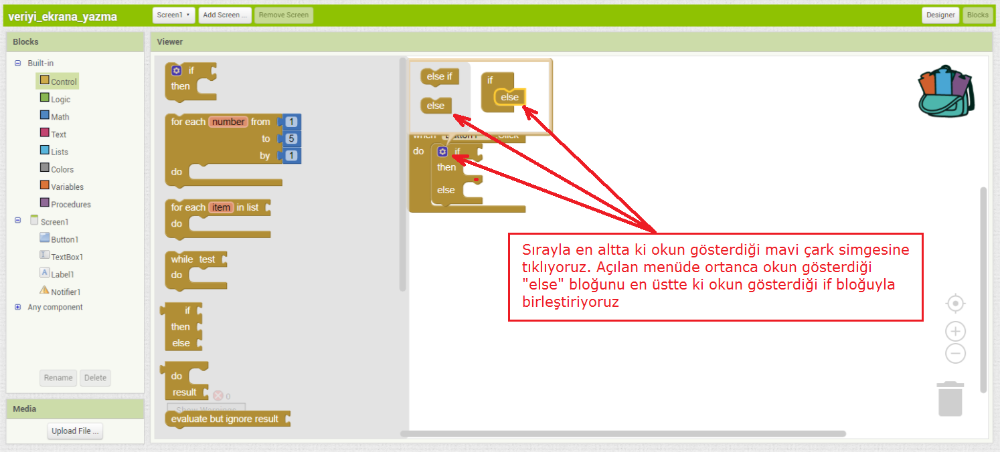 veriyi_ekrana_yazma
Screen1
Add Screen ...
Remove Screen
Designer
Blocks
Blocks
Viewer
Built-in
Control
Logic
Math
Text
Lists
Colors
Variables
Procedures
Screen1
Button1
TextBox1
Label1
Notifier1
Any component
Rename
Delete
Media
Upload File ...
if
then
for each number from 1
to 5
by 1
do
for each item in list
do
while test
do
if
then
else
do
result
0
Show Warnings
evaluate but ignore result
else if
else
if
else
when Button1 .Click
do
if
then
else
Sırayla en altta ki okun gösterdiği mavi çark simgesine
tıklıyoruz. Açılan menüde ortanca okun gösterdiği
"else" bloğunu en üstte ki okun gösterdiği if bloğuyla
birleştiriyoruz